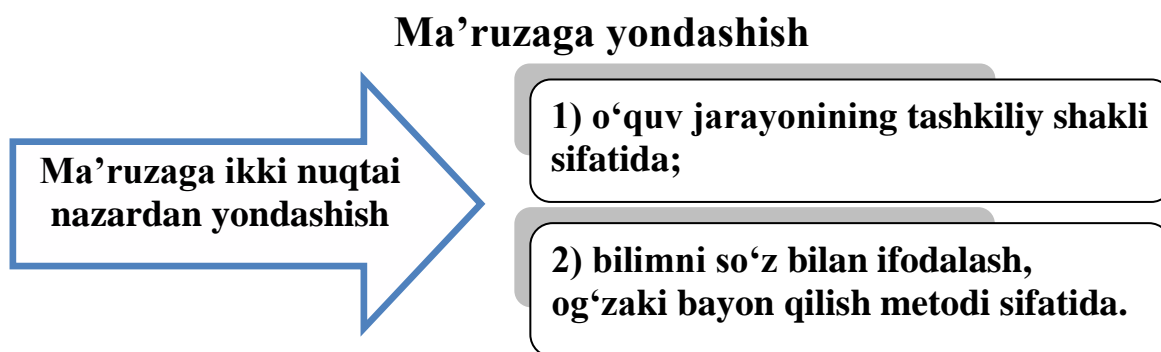 Ma’ruzaga yondashish
Ma’ruzaga ikki nuqtai
nazardan yondashish
1) o‘quv jarayonining tashkiliy shakli
sifatida;
2) bilimni so‘z bilan ifodalash,
og‘zaki bayon qilish metodi sifatida.